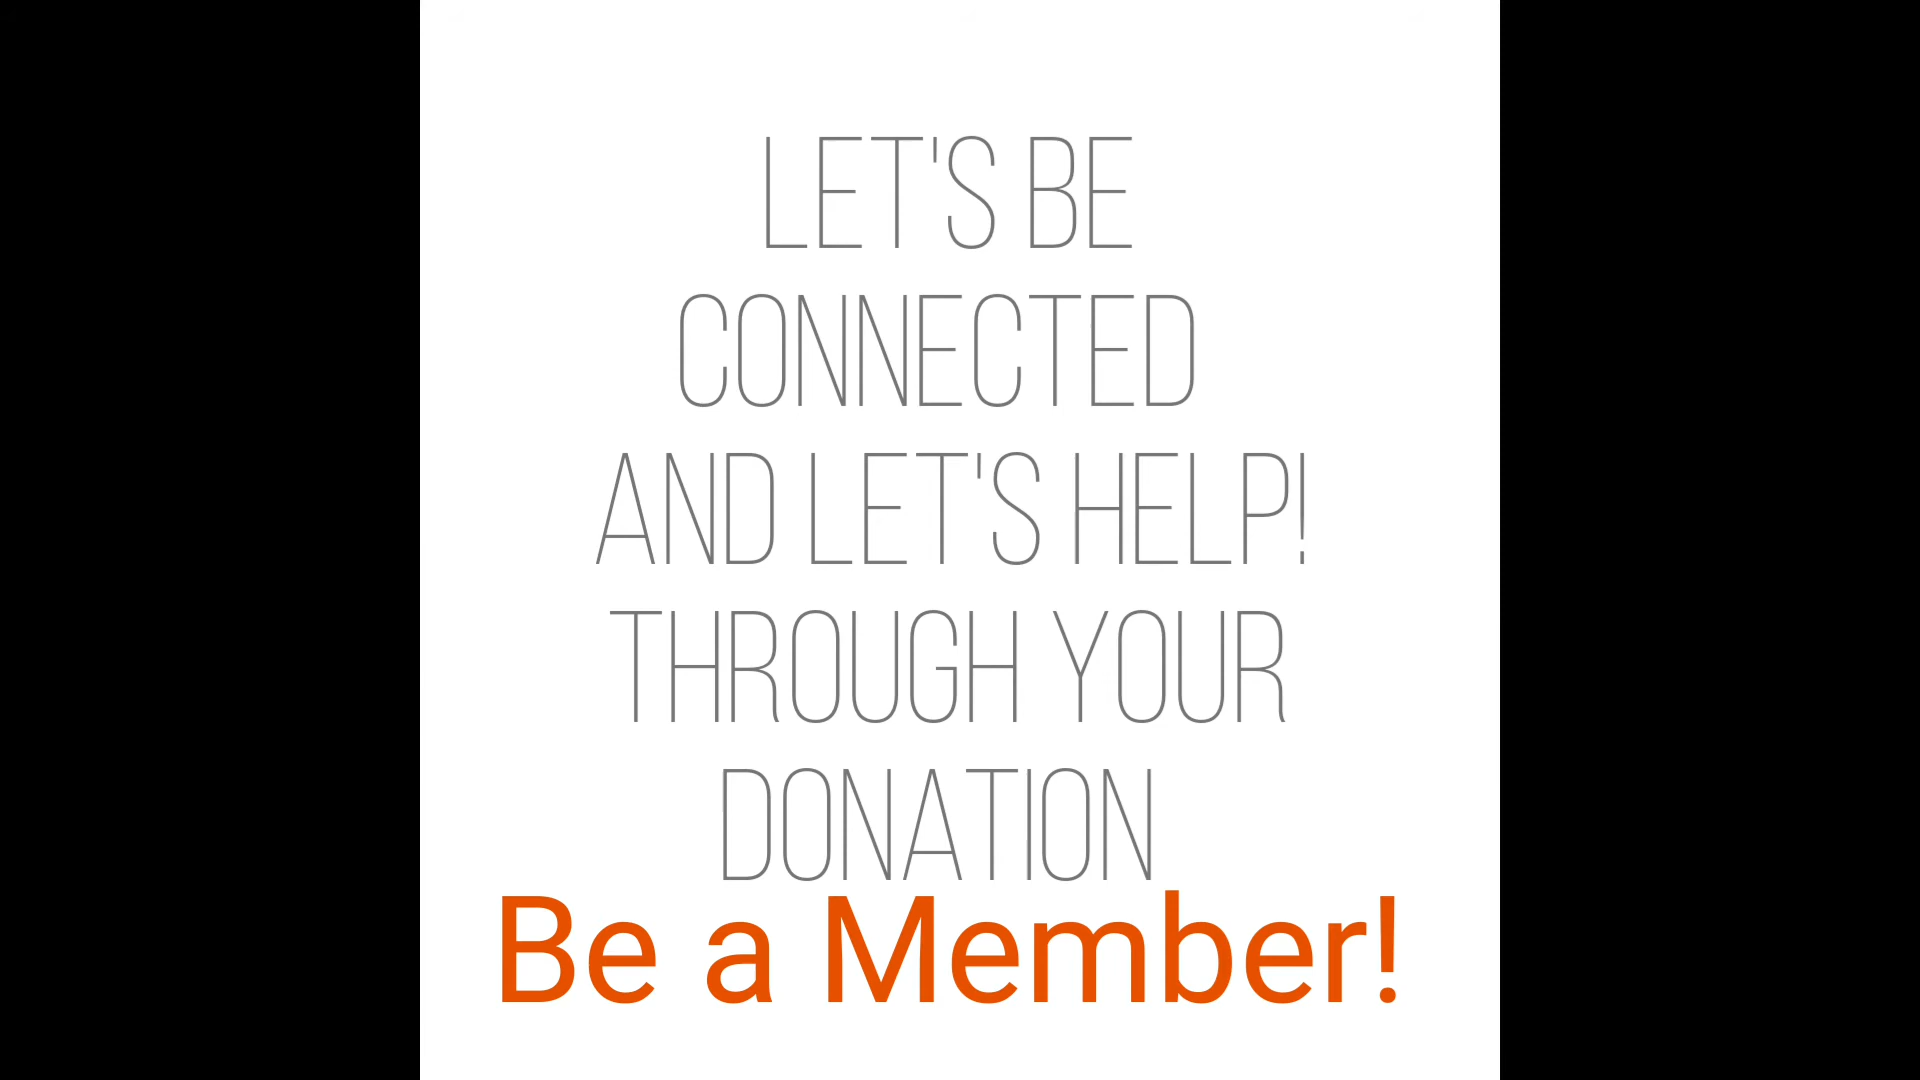 LET'S BE
CONNECTED
AND LET'S HELP!
THROUGH YOUR
DONATION
Be a Member!